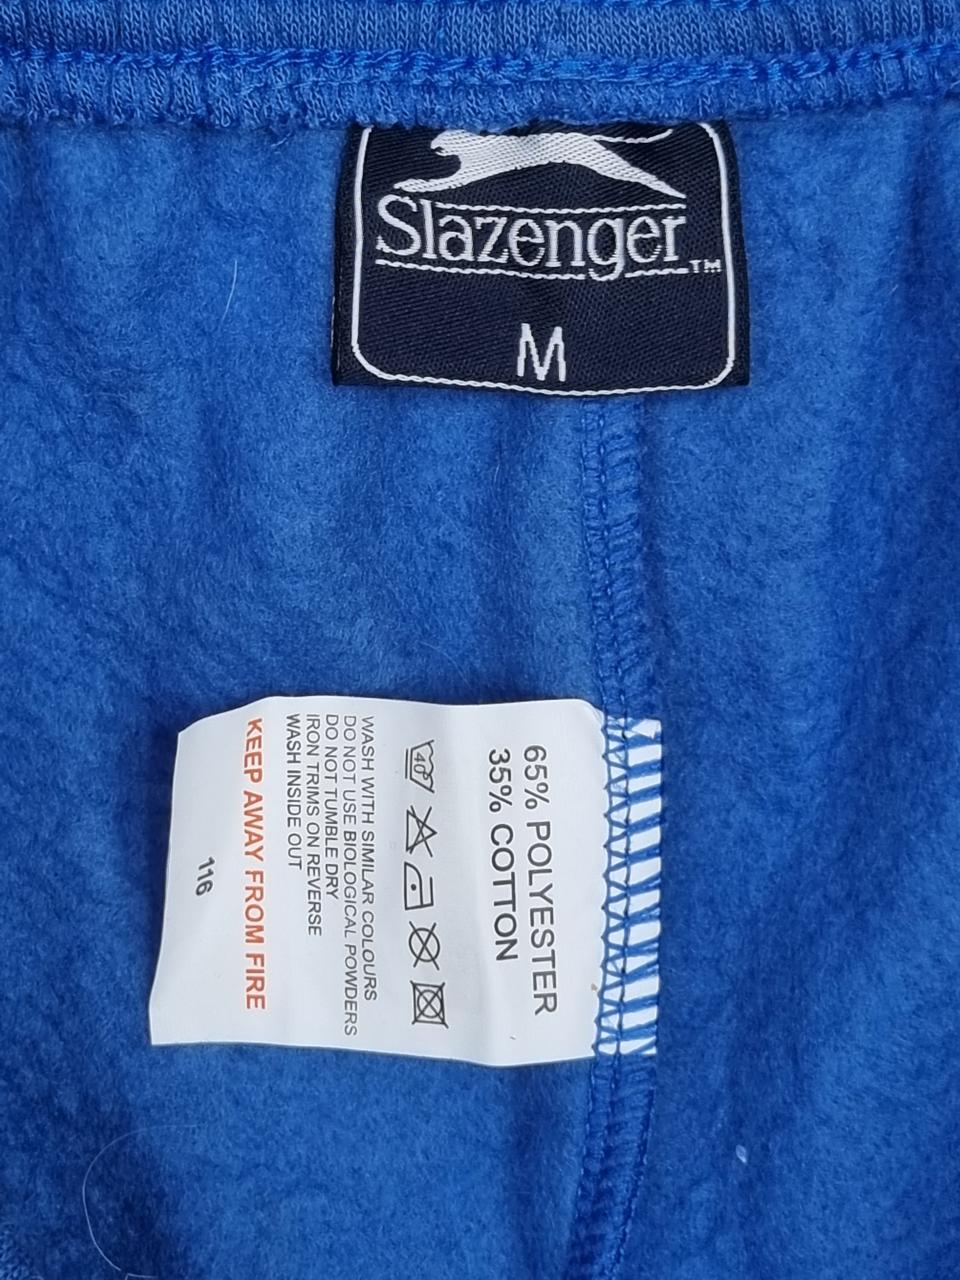 Slazenger™
M
65% POLYESTER
35% COTTON
40°
WASH WITH SIMILAR COLOURS
DO NOT USE BIOLOGICAL POWDERS
DO NOT TUMBLE DRY
IRON TRIMS ON REVERSE
WASH INSIDE OUT
KEEP AWAY FROM FIRE
116